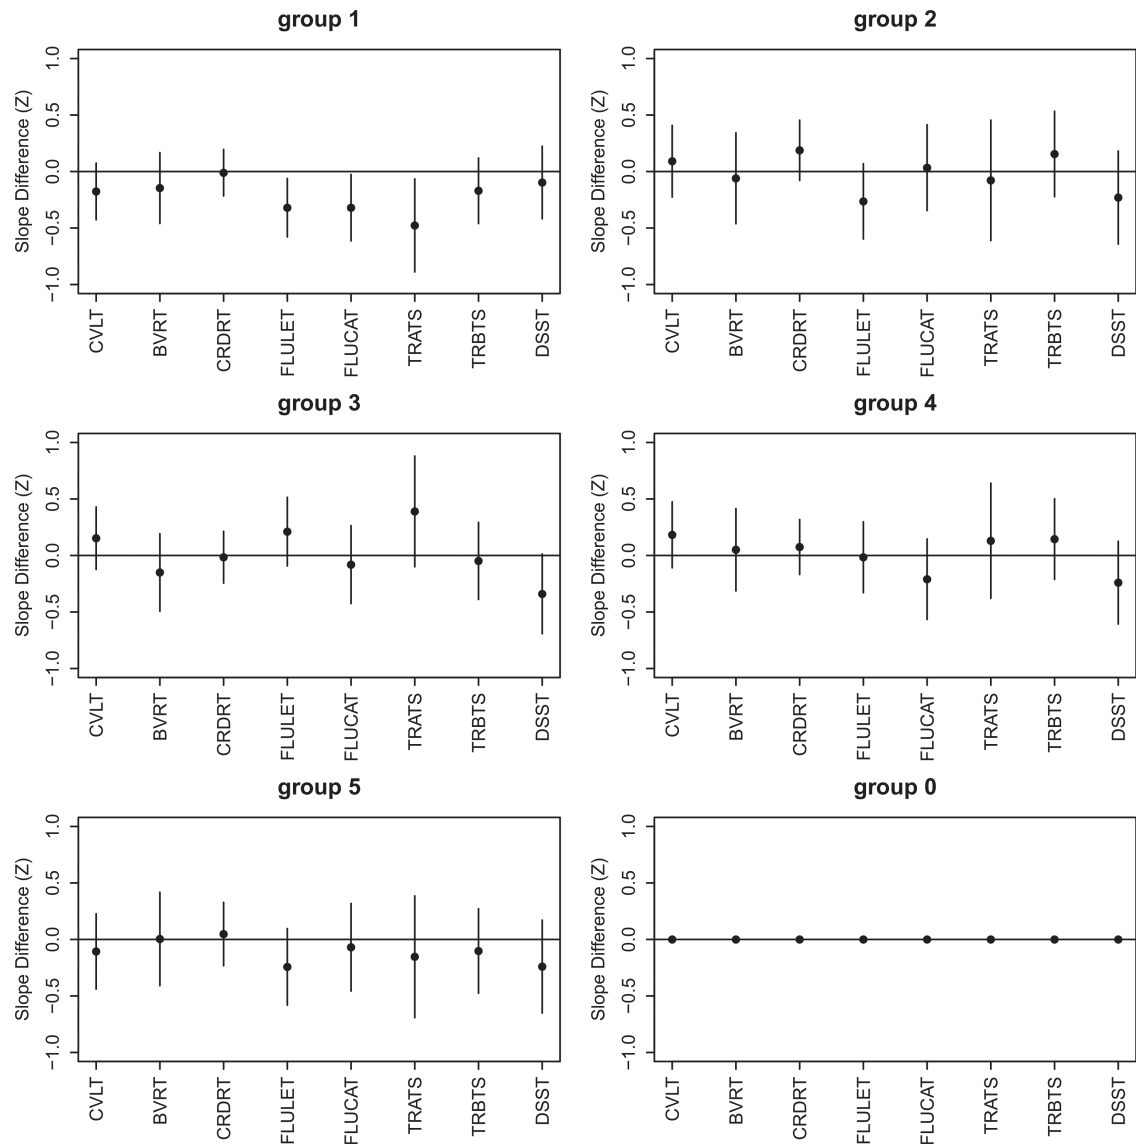 group 1
group 2
Slope Difference (Z)
1.0
0.5
0.0
−0.5
−1.0
CVLT
BVRT
CRDRT
FLULET
FLUCAT
TRATS
TRBTS
DSST
Slope Difference (Z)
1.0
0.5
0.0
−0.5
−1.0
CVLT
BVRT
CRDRT
FLULET
FLUCAT
TRATS
TRBTS
DSST
group 3
group 4
Slope Difference (Z)
1.0
0.5
0.0
−0.5
−1.0
CVLT
BVRT
CRDRT
FLULET
FLUCAT
TRATS
TRBTS
DSST
Slope Difference (Z)
1.0
0.5
0.0
−0.5
−1.0
CVLT
BVRT
CRDRT
FLULET
FLUCAT
TRATS
TRBTS
DSST
group 5
group 0
Slope Difference (Z)
1.0
0.5
0.0
−0.5
−1.0
CVLT
BVRT
CRDRT
FLULET
FLUCAT
TRATS
TRBTS
DSST
Slope Difference (Z)
1.0
0.5
0.0
−0.5
−1.0
CVLT
BVRT
CRDRT
FLULET
FLUCAT
TRATS
TRBTS
DSST